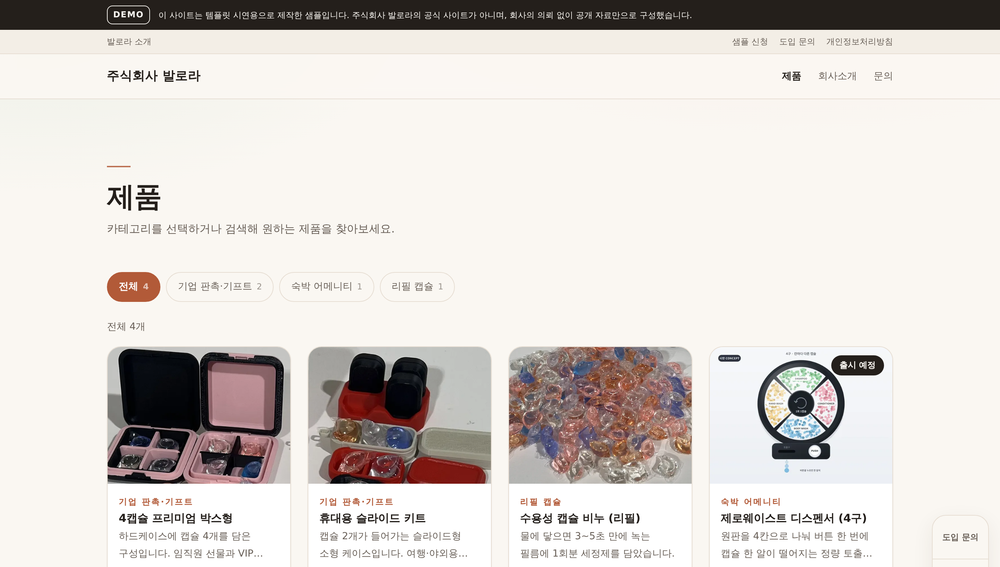 DEMO
이 사이트는 템플릿 시연용으로 제작한 샘플입니다. 주식회사 발로라의 공식 사이트가 아니며, 회사의 의뢰 없이 공개 자료만으로 구성했습니다.
발로라 소개
샘플 신청
도입 문의
개인정보처리방침
주식회사 발로라
제품
회사소개
문의
제품
카테고리를 선택하거나 검색해 원하는 제품을 찾아보세요.
전체 4
기업 판촉·기프트 2
숙박 어메니티 1
리필 캡슐 1
전체 4개
기업 판촉·기프트
4캡슐 프리미엄 박스형
하드케이스에 캡슐 4개를 담은
구성입니다. 임직원 선물과 VIP…
기업 판촉·기프트
휴대용 슬라이드 키트
캡슐 2개가 들어가는 슬라이드형
소형 케이스입니다. 여행·야외용…
리필 캡슐
수용성 캡슐 비누 (리필)
물에 닿으면 3~5초 만에 녹는
필름에 1회분 세정제를 담았습니다.
시안 CONCEPT
4구 · 칸마다 다른 캡슐
출시 예정
SHAMPOO
HAND WASH
CONDITIONER
1회 1캡슐
BODY WASH
토출구
PUSH
버튼을 누르면 한 알씩
숙박 어메니티
제로웨이스트 디스펜서 (4구)
원판을 4칸으로 나눠 버튼 한 번에
캡슐 한 알이 떨어지는 정량 토출…
도입 문의